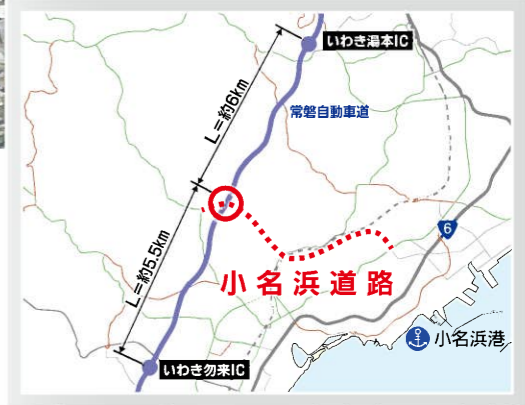 いわき湯本IC
常磐自動車道
L=約6km
L=約5.5km
6
小名浜道路
小名浜港
いわき勿来IC